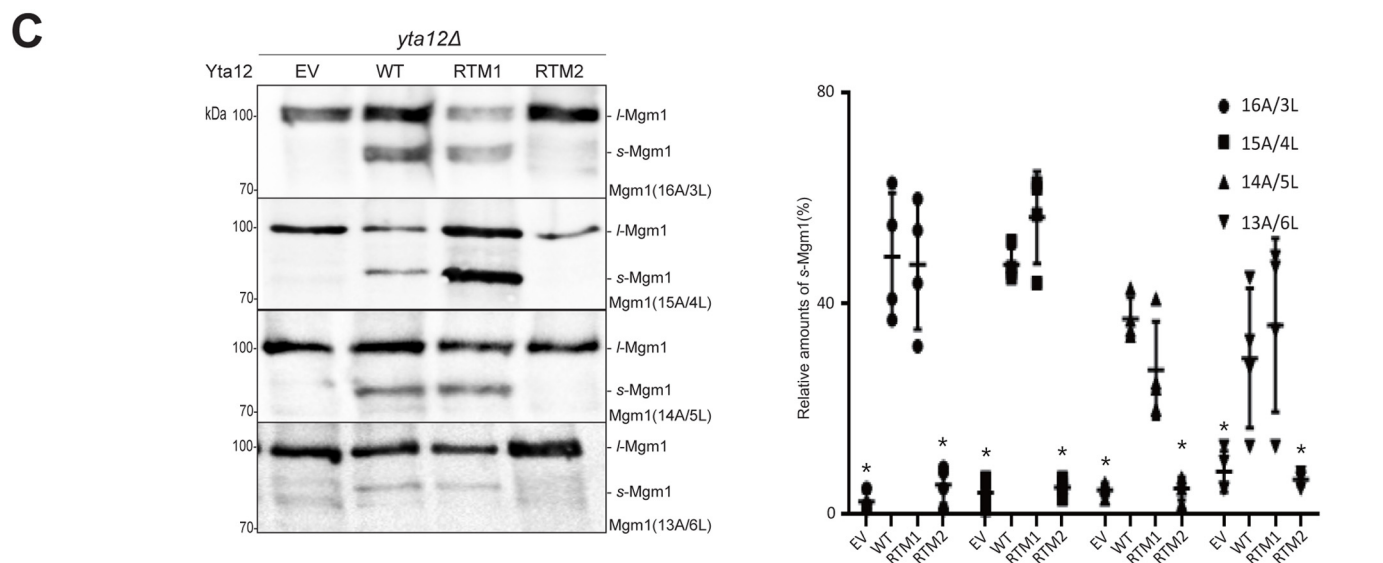 C
yta12Δ
Yta12 EV WT RTM1 RTM2
kDa 100- - l-Mgm1
- s-Mgm1
70- Mgm1(16A/3L)
100- - l-Mgm1
- s-Mgm1
70- Mgm1(15A/4L)
100- - l-Mgm1
- s-Mgm1
70- Mgm1(14A/5L)
100- - l-Mgm1
- s-Mgm1
70- Mgm1(13A/6L)
Relative amounts of s-Mgm1(%)
80
40
0
16A/3L
15A/4L
14A/5L
13A/6L
* * * * * * * *
EV WT RTM1 RTM2 EV WT RTM1 RTM2 EV WT RTM1 RTM2 EV WT RTM1 RTM2